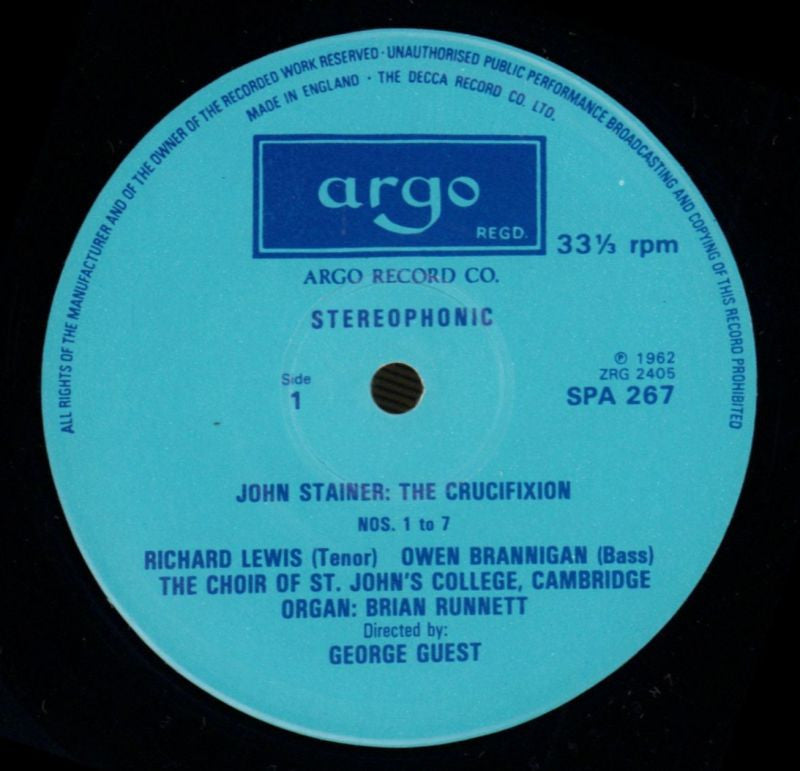 ALL RIGHTS OF THE MANUFACTURER AND OF THE OWNER OF THE RECORDED WORK RESERVED · UNAUTHORISED PUBLIC PERFORMANCE BROADCASTING AND COPYING OF THIS RECORD PROHIBITED
MADE IN ENGLAND · THE DECCA RECORD CO. LTD.
argo
REGD.
33⅓ rpm
ARGO RECORD CO.
STEREOPHONIC
Side
1
℗ 1962
ZRG 2405
SPA 267
JOHN STAINER: THE CRUCIFIXION
NOS. 1 to 7
RICHARD LEWIS (Tenor) OWEN BRANNIGAN (Bass)
THE CHOIR OF ST. JOHN'S COLLEGE, CAMBRIDGE
ORGAN: BRIAN RUNNETT
Directed by:
GEORGE GUEST